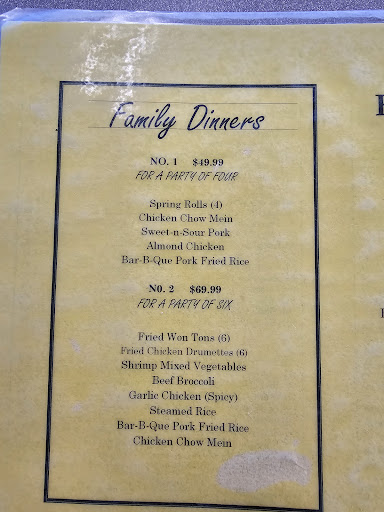 Family Dinners
NO. 1 $49.99
FOR A PARTY OF FOUR
Spring Rolls (4)
Chicken Chow Mein
Sweet-n-Sour Pork
Almond Chicken
Bar-B-Que Pork Fried Rice
N0. 2 $69.99
FOR A PARTY OF SIX
Fried Won Tons (6)
Fried Chicken Drumettes (6)
Shrimp Mixed Vegetables
Beef Broccoli
Garlic Chicken (Spicy)
Steamed Rice
Bar-B-Que Pork Fried Rice
Chicken Chow Mein